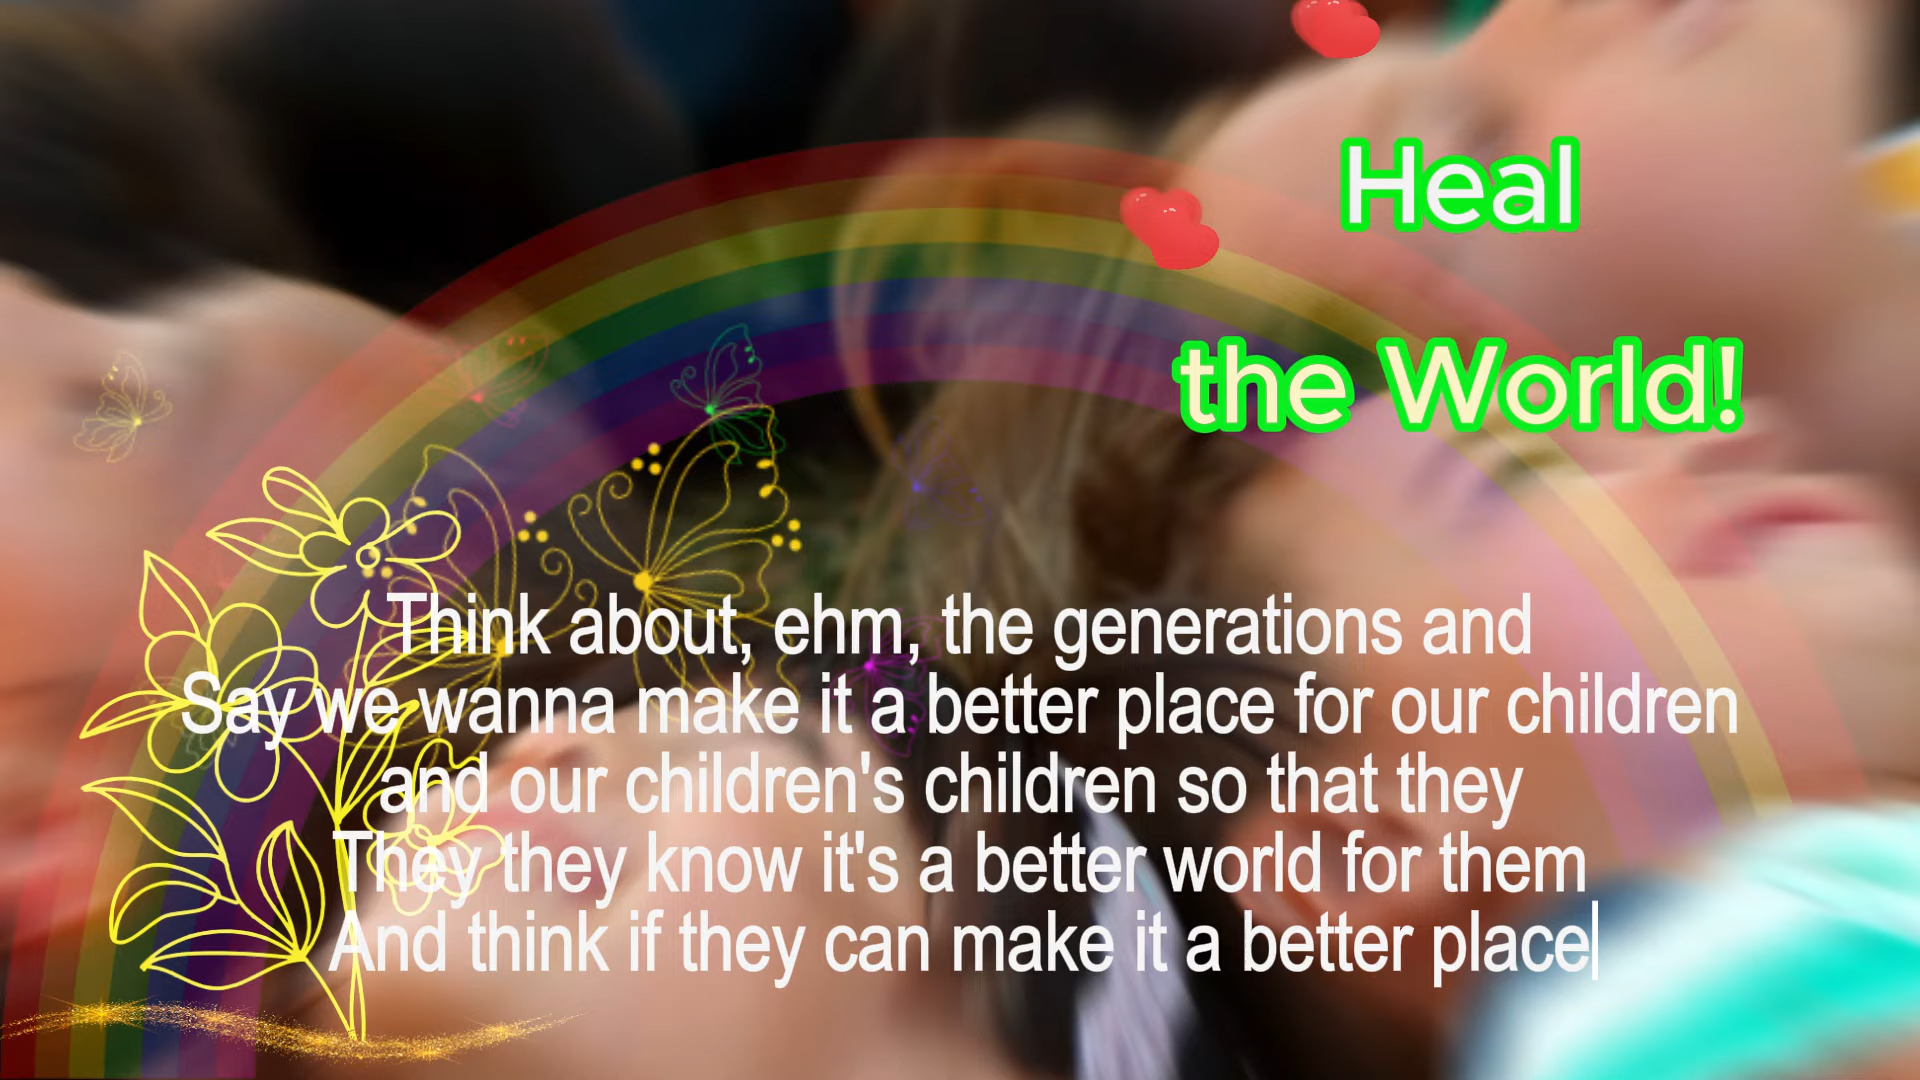 Heal
the World!
Think about, ehm, the generations and
Say we wanna make it a better place for our children
and our children's children so that they
They they know it's a better world for them
And think if they can make it a better place